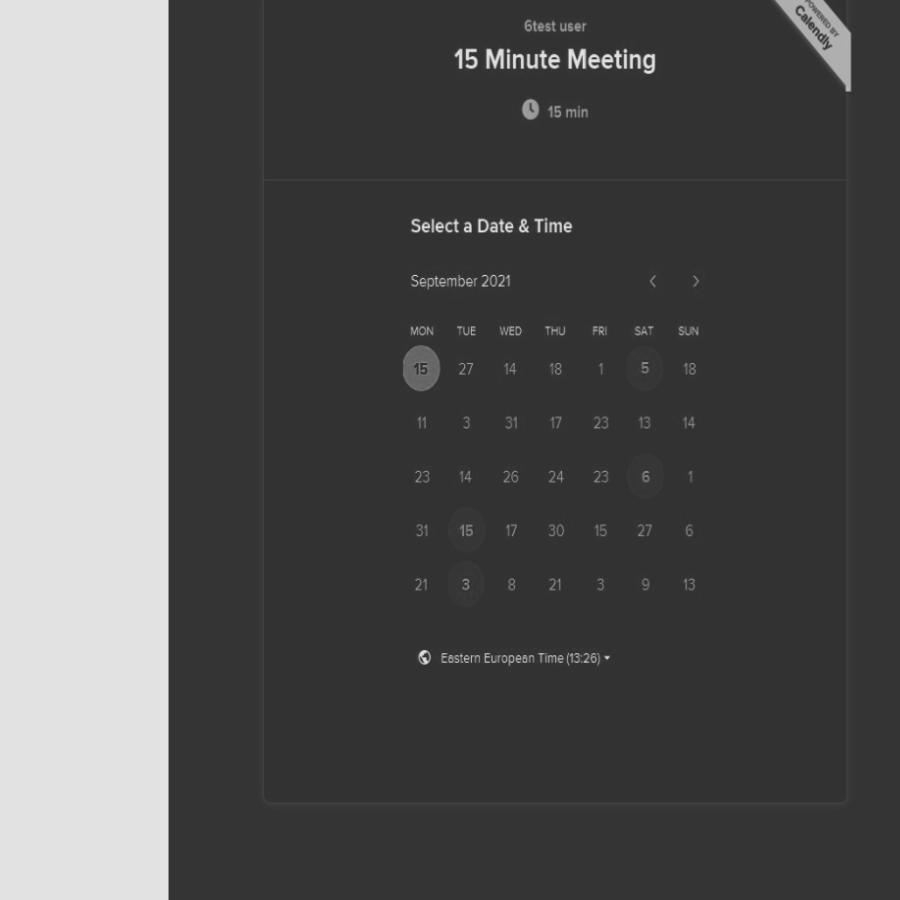 POWERED BY
Calendly
6test user
15 Minute Meeting
15 min
Select a Date & Time
September 2021
MON TUE WED THU FRI SAT SUN
15 27 14 18 1 5 18
11 3 31 17 23 13 14
23 14 26 24 23 6 1
31 15 17 30 15 27 6
21 3 8 21 3 9 13
Eastern European Time (13:26)